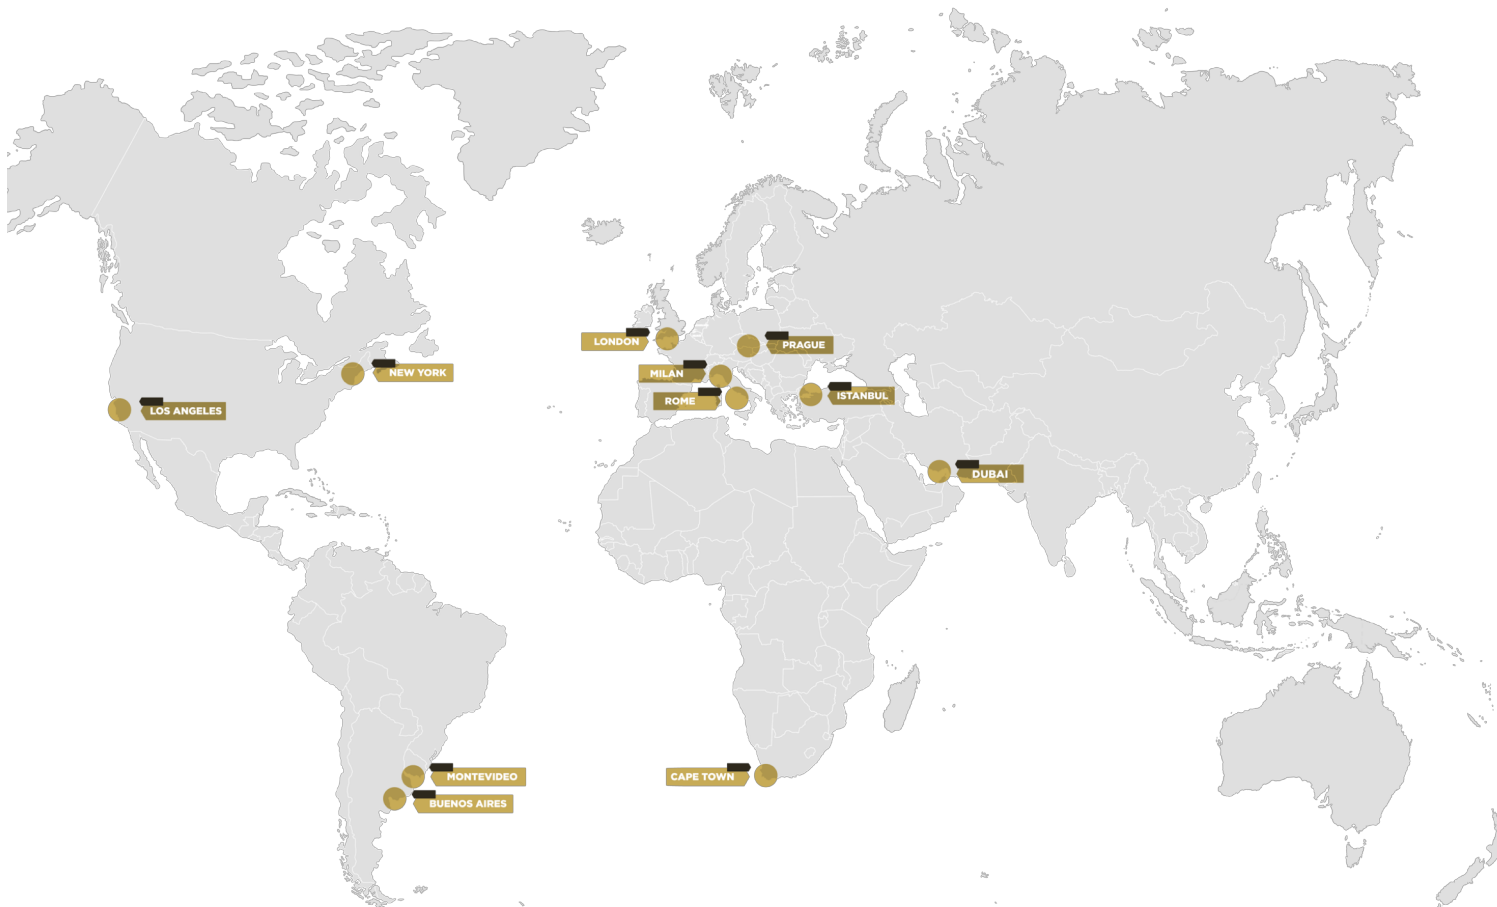 LONDON
PRAGUE
MILAN
NEW YORK
ROME
ISTANBUL
LOS ANGELES
DUBAI
MONTEVIDEO
CAPE TOWN
BUENOS AIRES